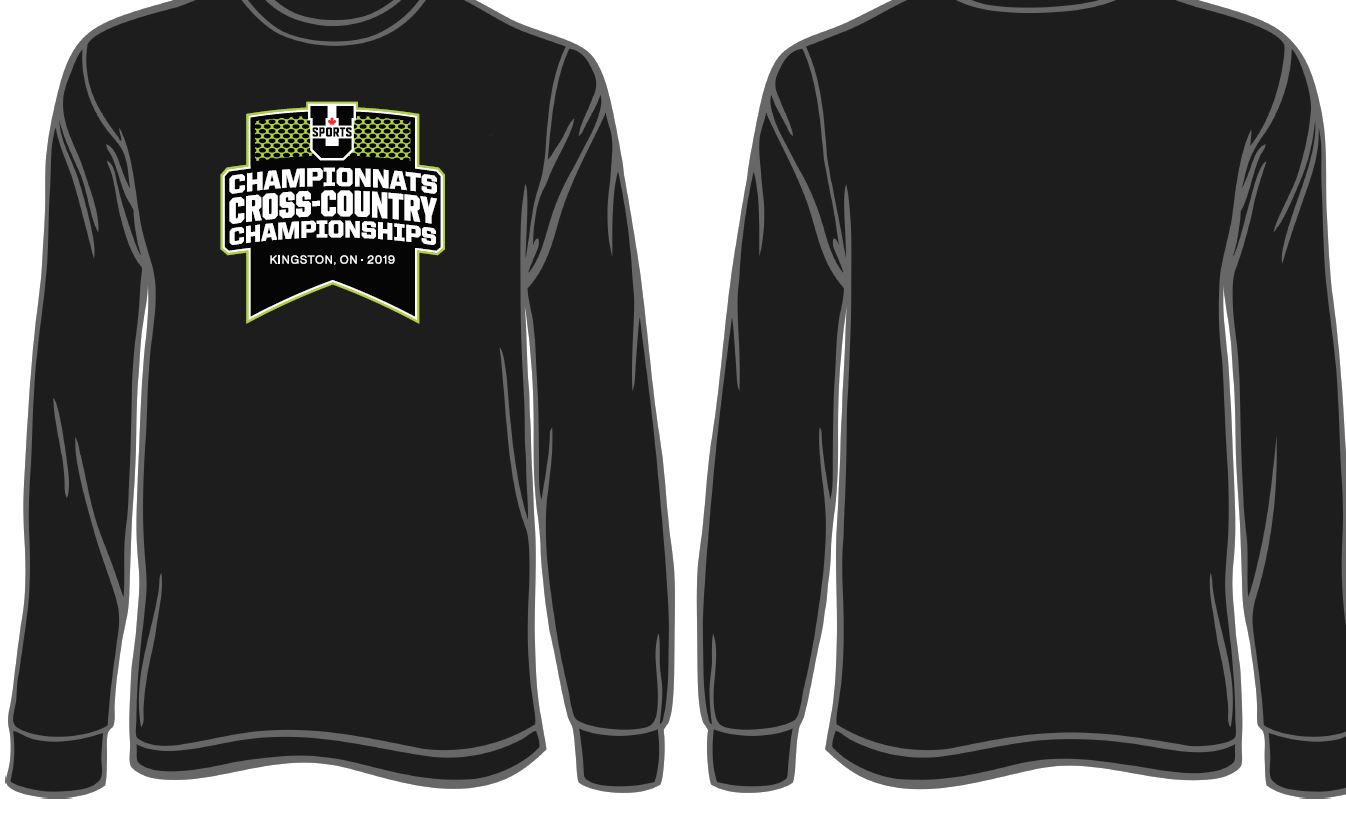 U
SPORTS
CHAMPIONNATS
CROSS-COUNTRY
CHAMPIONSHIPS
KINGSTON, ON · 2019